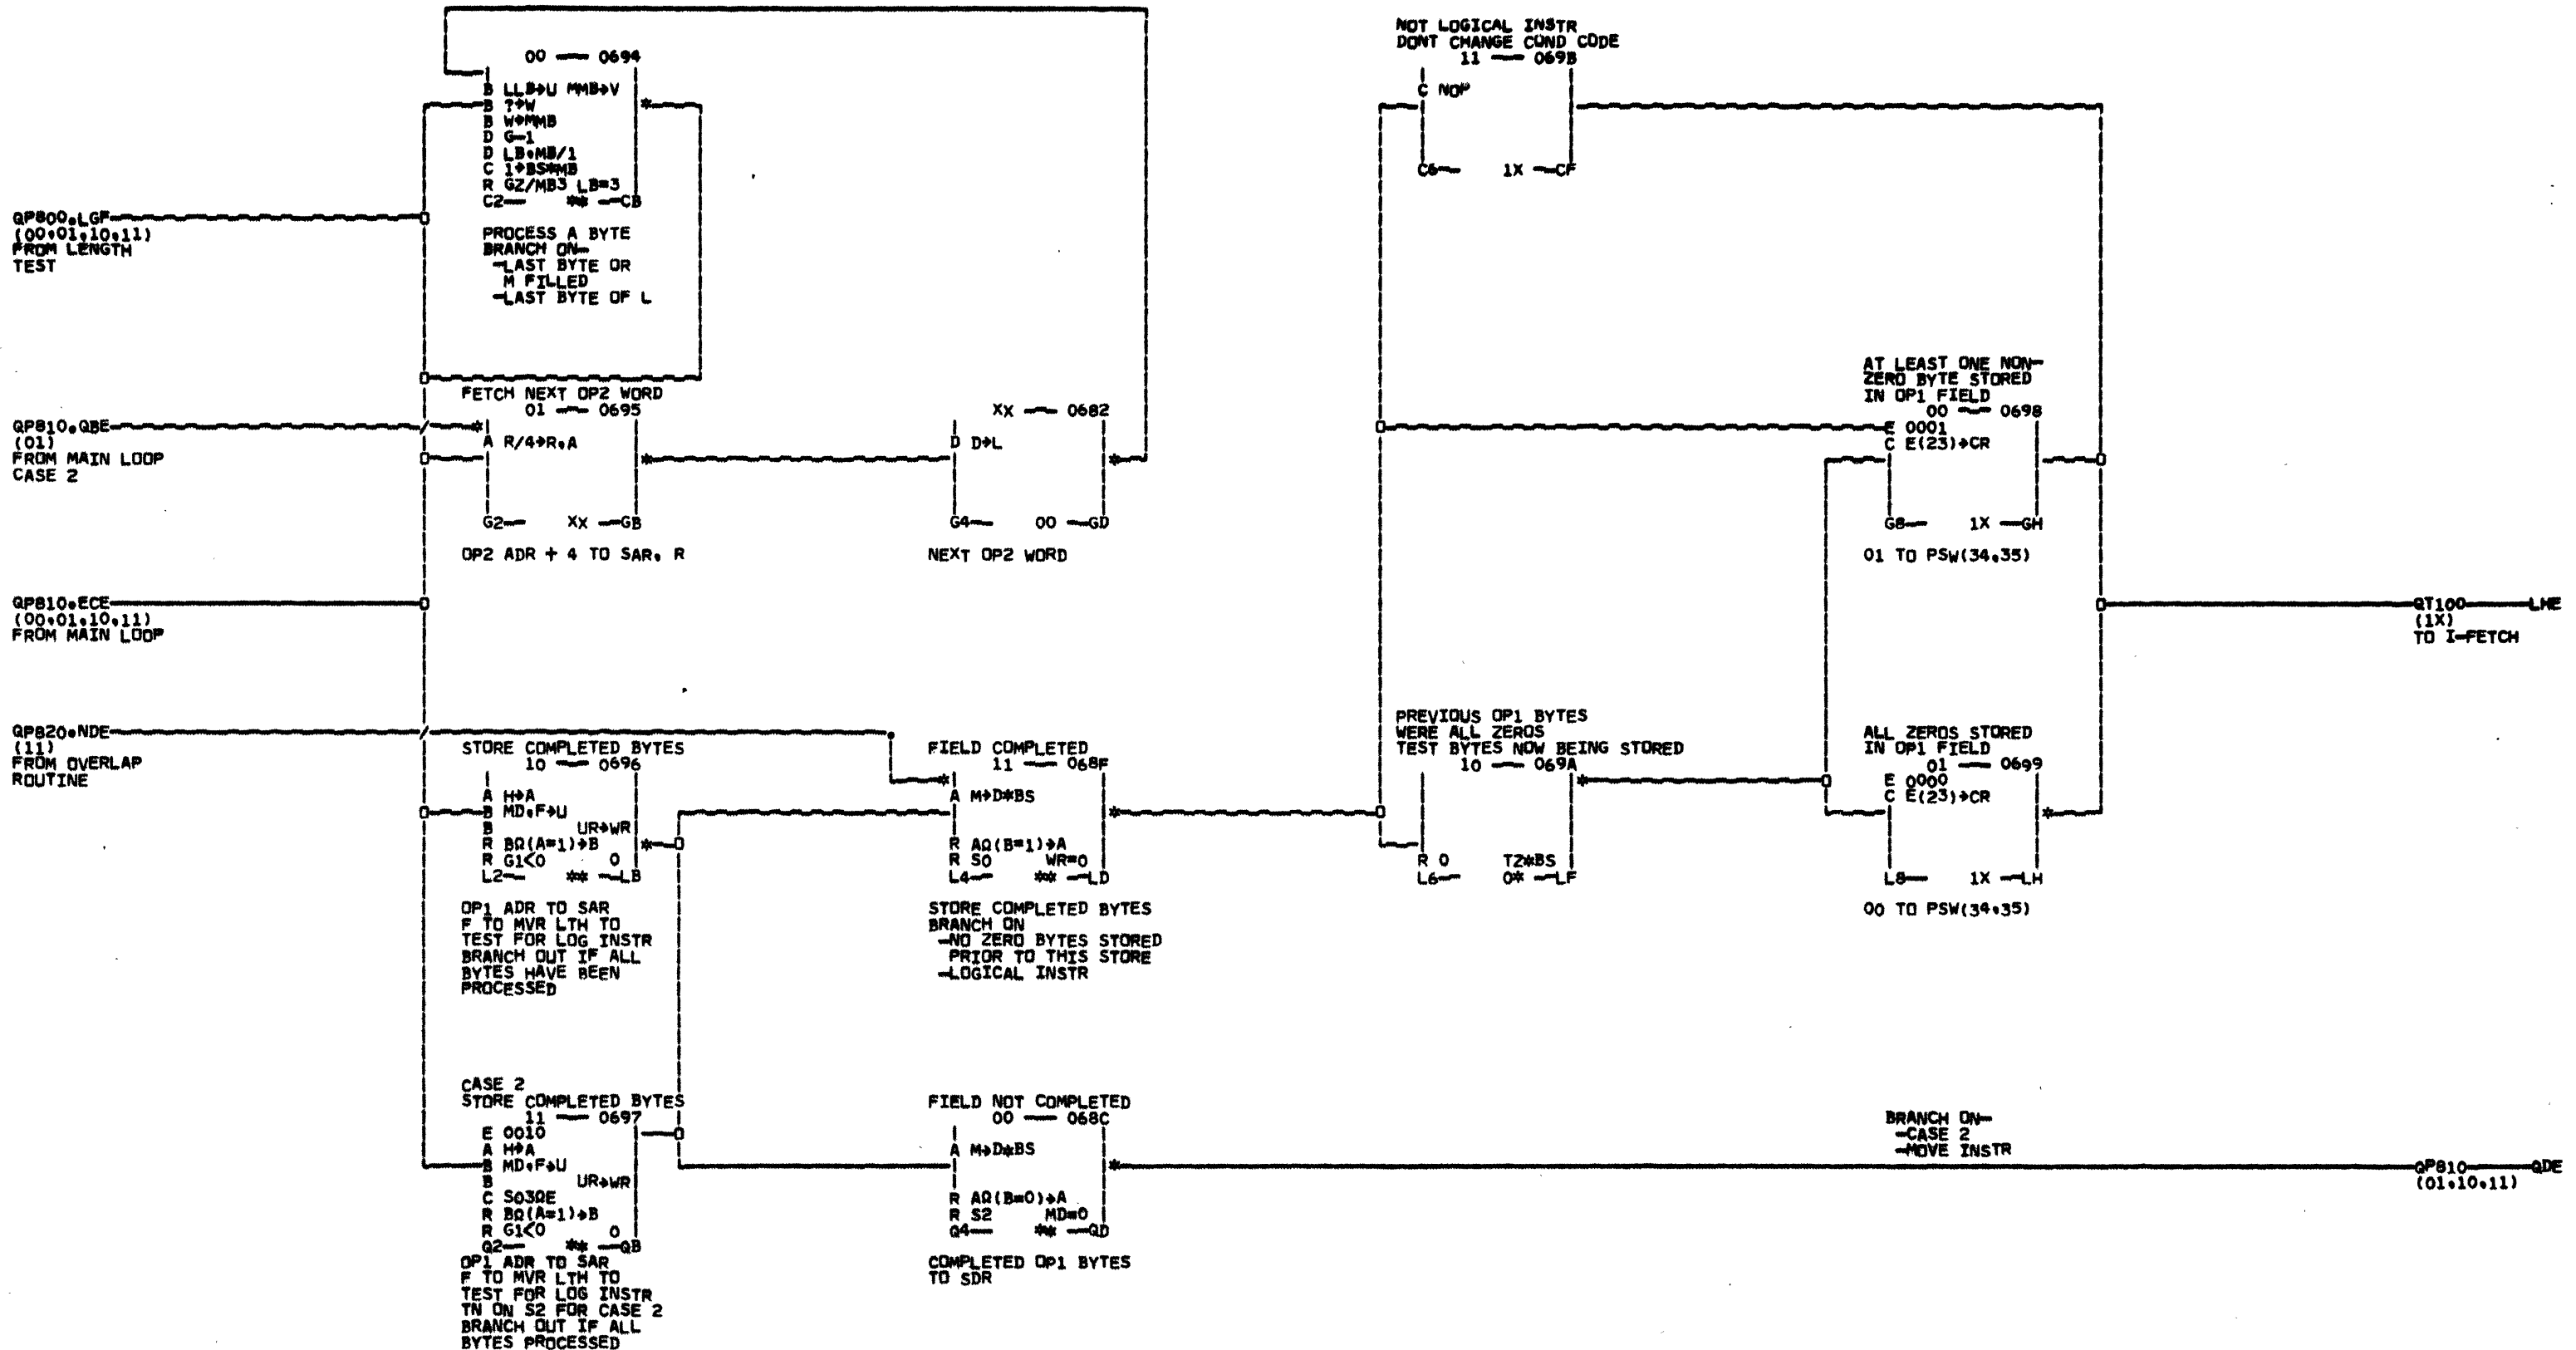 QP800.LGF
(00.01.10.11)
FROM LENGTH
TEST
QP810.QBE
(01)
FROM MAIN LOOP
CASE 2
QP810.ECE
(00.01.10.11)
FROM MAIN LOOP
QP820.NDE
(11)
FROM OVERLAP
ROUTINE
00 — 0694
B LLB→U MMB→V
B ?→W
B W→MMB
D G-1
D LB.MB/1
C 1→BS*MB
R GZ/MB3 LB=3
C2— ** —CB
PROCESS A BYTE
BRANCH ON-
-LAST BYTE OR
M FILLED
-LAST BYTE OF L
FETCH NEXT OP2 WORD
01 — 0695
*
A R/4→R.A
G2— XX —GB
OP2 ADR + 4 TO SAR. R
XX — 0682
D D→L
G4— 00 —GD
NEXT OP2 WORD
STORE COMPLETED BYTES
10 — 0696
A H→A
B MD.F→U
B UR→WR
R BΩ(A=1)→B
R G1<0 0
L2— ** —LB
OP1 ADR TO SAR
F TO MVR LTH TO
TEST FOR LOG INSTR
BRANCH OUT IF ALL
BYTES HAVE BEEN
PROCESSED
FIELD COMPLETED
11 — 068F
A M→D*BS
R AΩ(B=1)→A
R S0 WR=0
L4— ** —LD
STORE COMPLETED BYTES
BRANCH ON
-NO ZERO BYTES STORED
PRIOR TO THIS STORE
-LOGICAL INSTR
CASE 2
STORE COMPLETED BYTES
11 — 0697
E 0010
A H→A
B MD.F→U
B UR→WR
C S03ΩE
R BΩ(A=1)→B
R G1<0 0
Q2— ** —QB
OP1 ADR TO SAR
F TO MVR LTH TO
TEST FOR LOG INSTR
TN ON S2 FOR CASE 2
BRANCH OUT IF ALL
BYTES PROCESSED
FIELD NOT COMPLETED
00 — 068C
A M→D*BS
R AΩ(B=0)→A
R S2 MD=0
Q4— ** —QD
COMPLETED OP1 BYTES
TO SDR
NOT LOGICAL INSTR
DONT CHANGE COND CODE
11 — 069B
C NOP
C6— 1X —CF
PREVIOUS OP1 BYTES
WERE ALL ZEROS
TEST BYTES NOW BEING STORED
10 — 069A
R 0 TZ*BS
L6— 0* —LF
AT LEAST ONE NON-
ZERO BYTE STORED
IN OP1 FIELD
00 — 0698
E 0001
C E(23)→CR
G8— 1X —GH
01 TO PSW(34.35)
ALL ZEROS STORED
IN OP1 FIELD
01 — 0699
E 0000
C E(23)→CR
L8— 1X —LH
00 TO PSW(34.35)
BRANCH ON-
-CASE 2
-MOVE INSTR
QT100 — LHE
(1X)
TO I-FETCH
QP810 — QDE
(01.10.11)